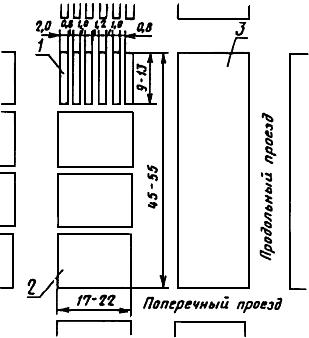 2,0 0,8 1,0 1,2 1,0 0,8
1
3
9-13
45-55
Продольный проезд
2
17-22
Поперечный проезд